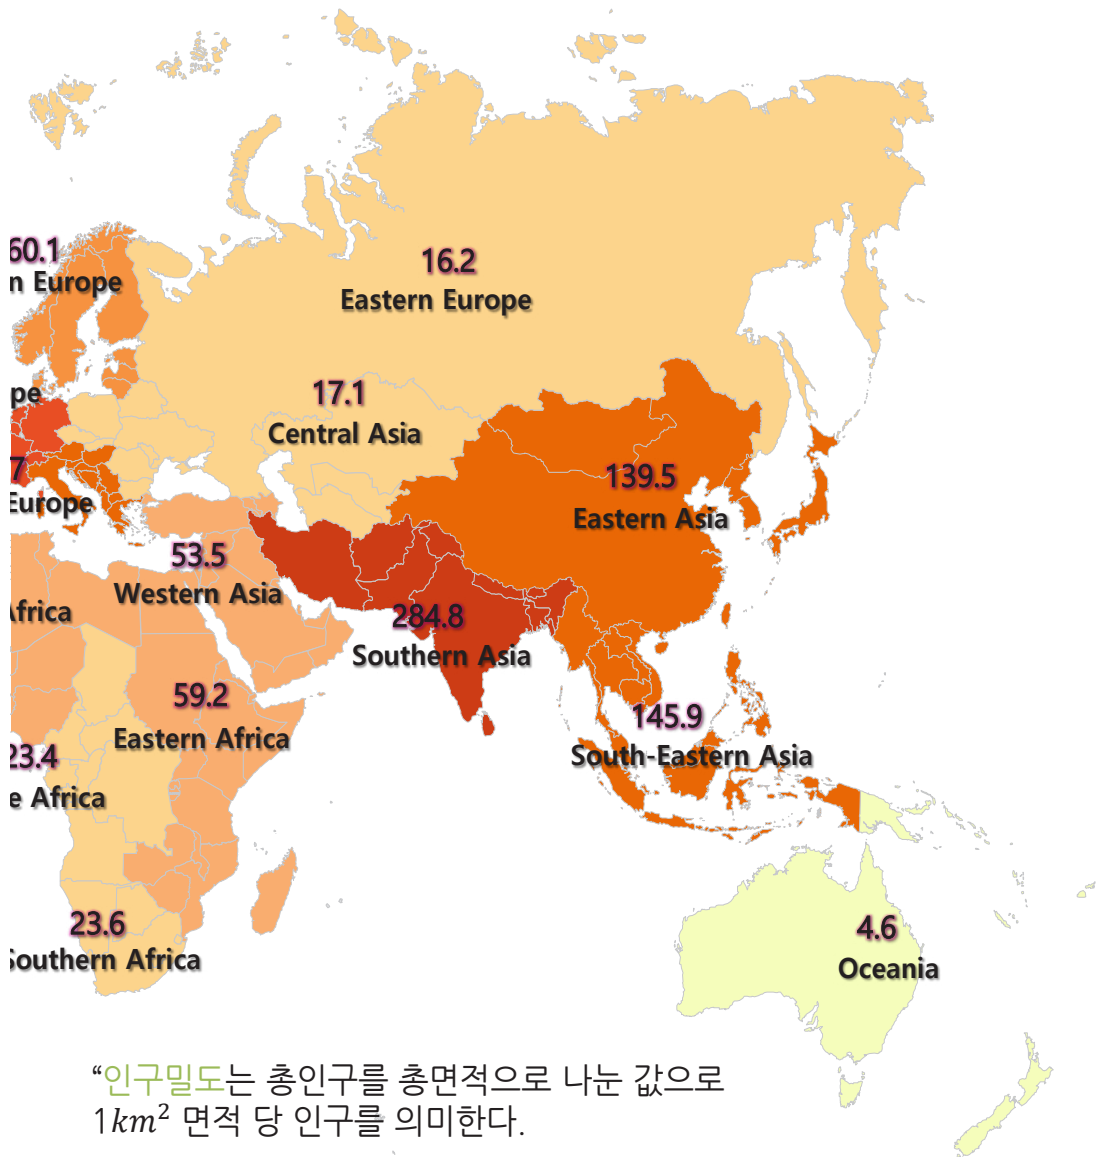 60.1
n Europe
16.2
Eastern Europe
pe
17.1
Central Asia
7
Europe
139.5
Eastern Asia
53.5
Western Asia
Africa
284.8
Southern Asia
59.2
Eastern Africa
145.9
South-Eastern Asia
23.4
e Africa
23.6
Southern Africa
4.6
Oceania
“인구밀도는 총인구를 총면적으로 나눈 값으로
1km² 면적 당 인구를 의미한다.